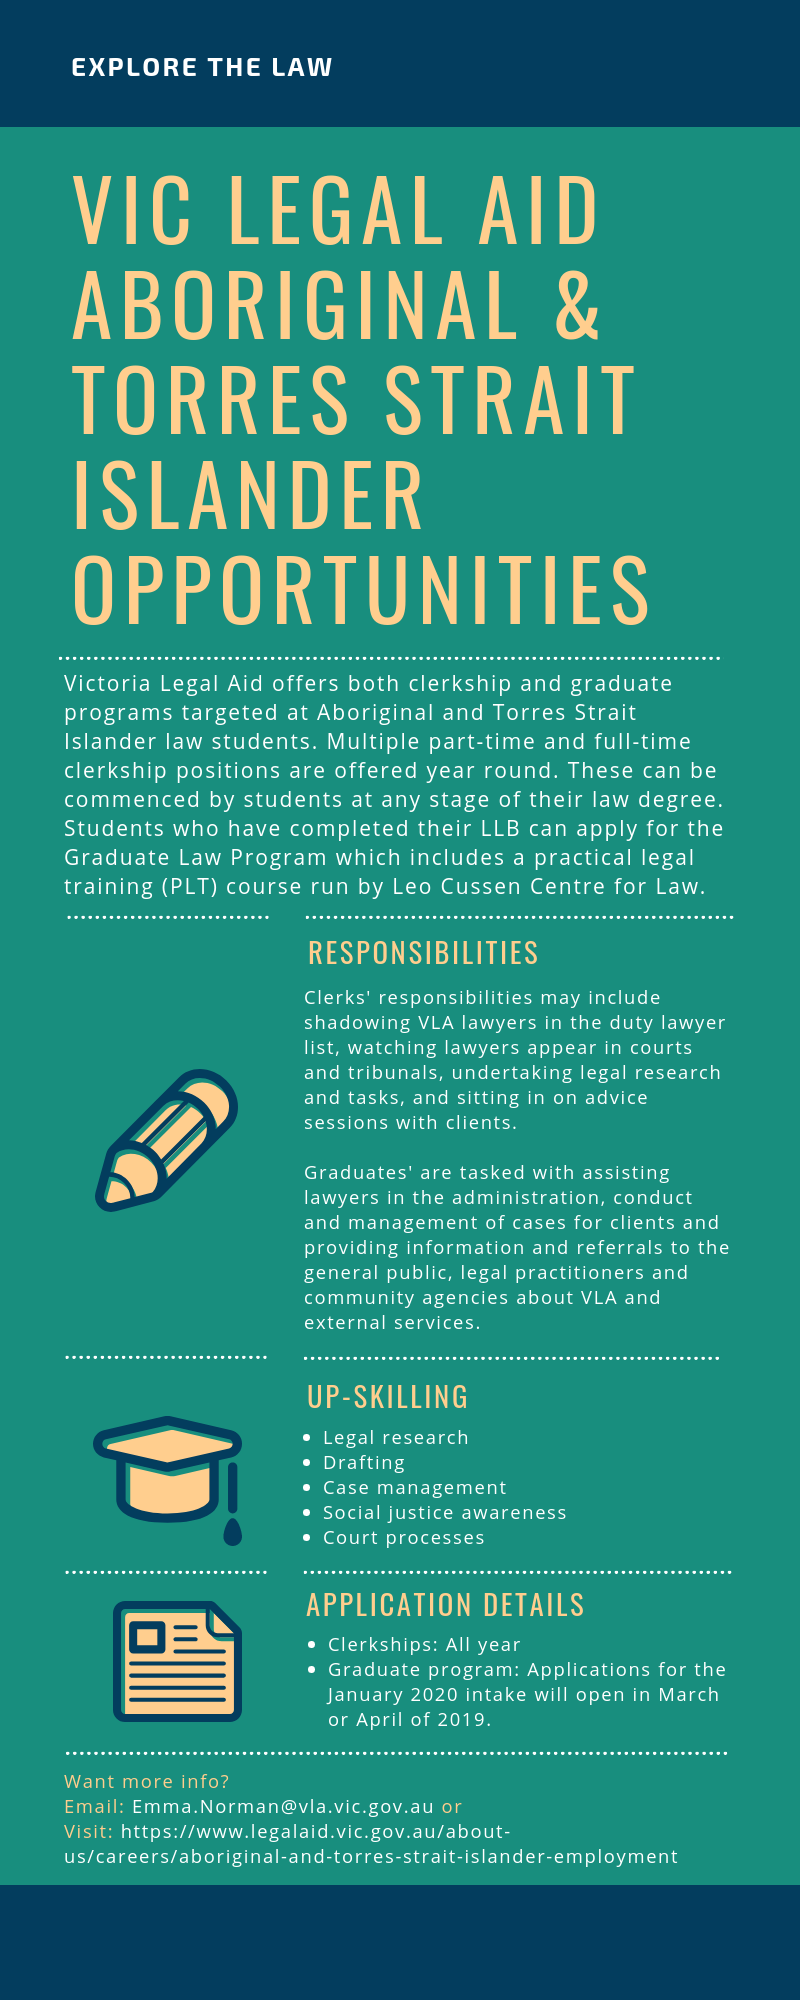 EXPLORE THE LAW
VIC LEGAL AID
ABORIGINAL &
TORRES STRAIT
ISLANDER
OPPORTUNITIES
Victoria Legal Aid offers both clerkship and graduate
programs targeted at Aboriginal and Torres Strait
Islander law students. Multiple part-time and full-time
clerkship positions are offered year round. These can be
commenced by students at any stage of their law degree.
Students who have completed their LLB can apply for the
Graduate Law Program which includes a practical legal
training (PLT) course run by Leo Cussen Centre for Law.
RESPONSIBILITIES
Clerks' responsibilities may include
shadowing VLA lawyers in the duty lawyer
list, watching lawyers appear in courts
and tribunals, undertaking legal research
and tasks, and sitting in on advice
sessions with clients.
Graduates' are tasked with assisting
lawyers in the administration, conduct
and management of cases for clients and
providing information and referrals to the
general public, legal practitioners and
community agencies about VLA and
external services.
UP-SKILLING
• Legal research
• Drafting
• Case management
• Social justice awareness
• Court processes
APPLICATION DETAILS
• Clerkships: All year
• Graduate program: Applications for the
January 2020 intake will open in March
or April of 2019.
Want more info?
Email: Emma.Norman@vla.vic.gov.au or
Visit: https://www.legalaid.vic.gov.au/about-
us/careers/aboriginal-and-torres-strait-islander-employment